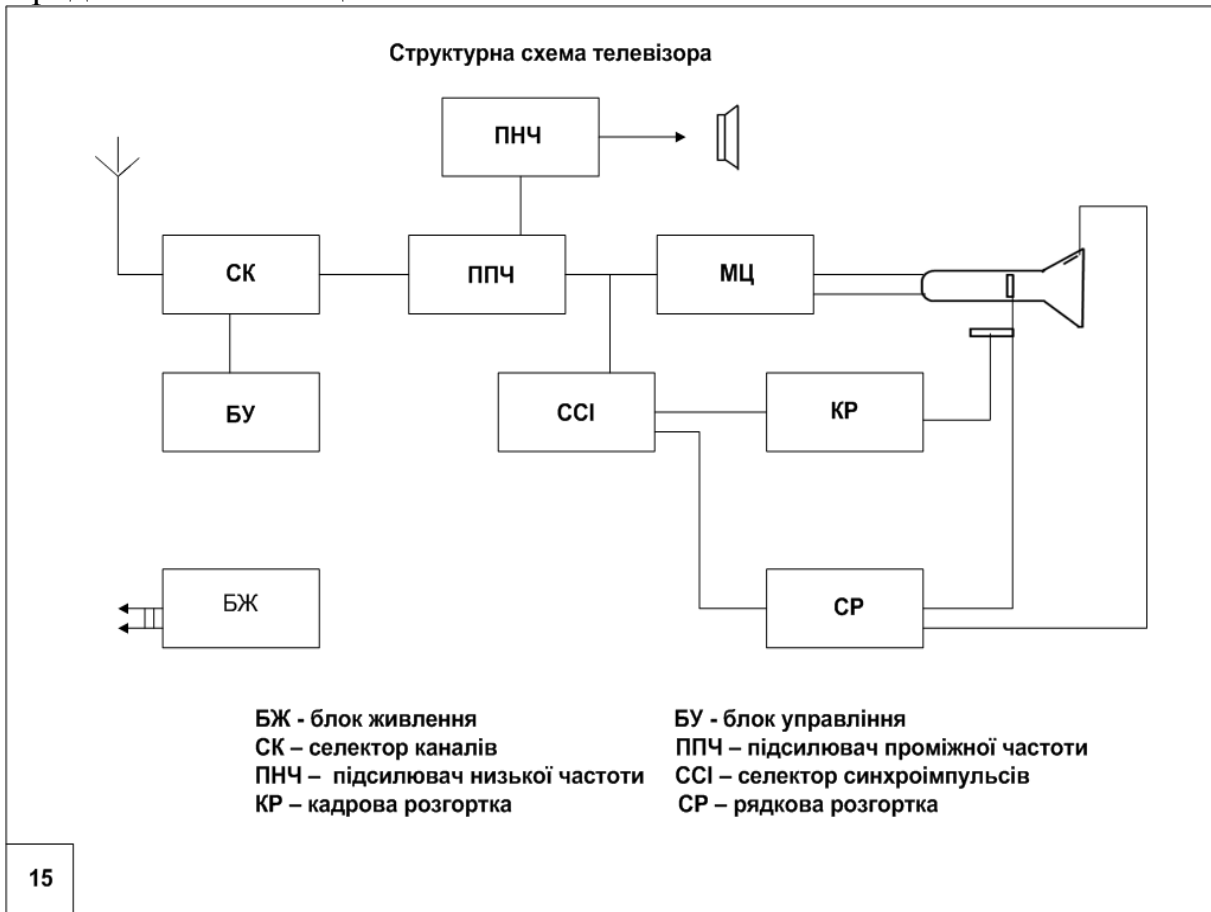 Структурна схема телевізора
ПНЧ
СК
ППЧ
МЦ
БУ
ССІ
КР
БЖ
СР
БЖ - блок живлення
БУ - блок управління
СК – селектор каналів
ППЧ – підсилювач проміжної частоти
ПНЧ – підсилювач низької частоти
ССІ – селектор синхроімпульсів
КР – кадрова розгортка
СР – рядкова розгортка
15